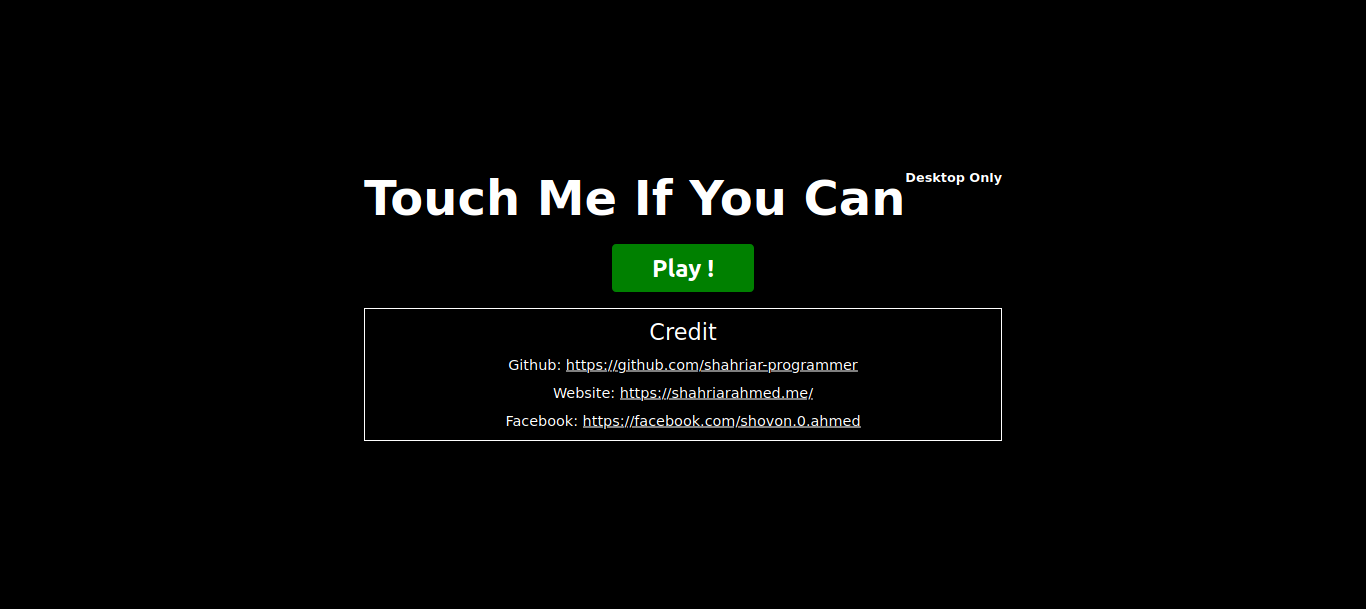 Touch Me If You Can Desktop Only
Play !
Credit
Github: https://github.com/shahriar-programmer
Website: https://shahriarahmed.me/
Facebook: https://facebook.com/shovon.0.ahmed